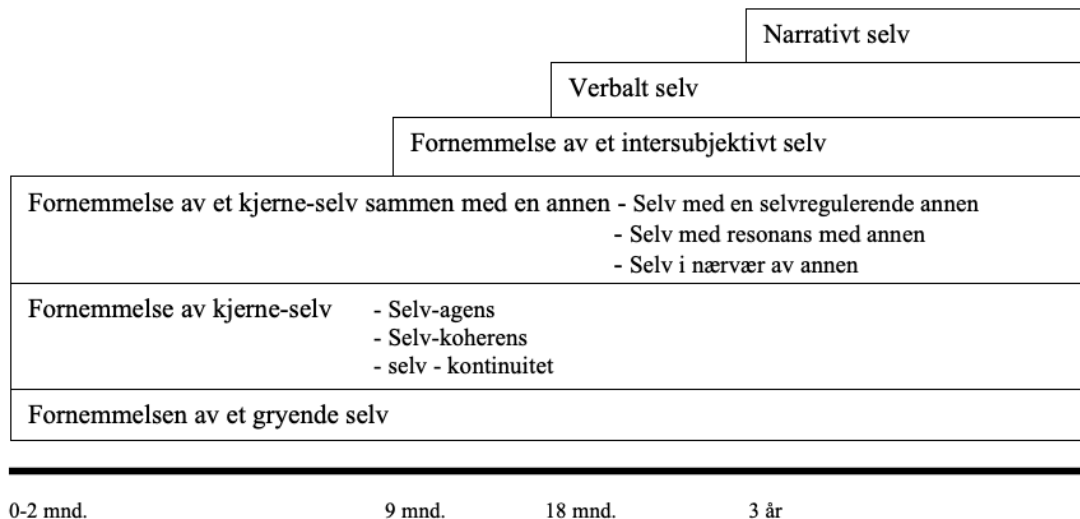 Narrativt selv
Verbalt selv
Fornemmelse av et intersubjektivt selv
Fornemmelse av et kjerne-selv sammen med en annen - Selv med en selvregulerende annen
- Selv med resonans med annen
- Selv i nærvær av annen
Fornemmelse av kjerne-selv - Selv-agens
- Selv-koherens
- selv - kontinuitet
Fornemmelsen av et gryende selv
0-2 mnd. 9 mnd. 18 mnd. 3 år